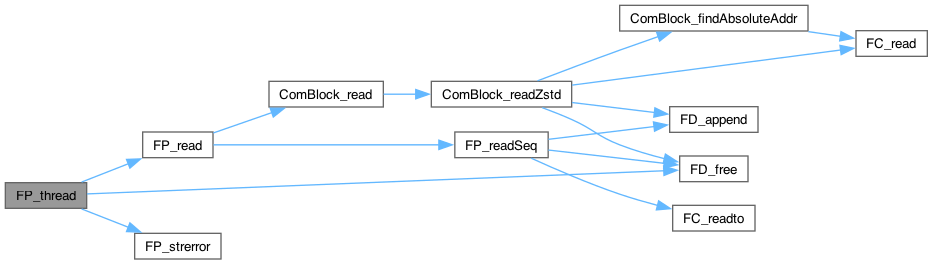 FP_thread
FP_read
FP_strerror
ComBlock_read
ComBlock_readZstd
FP_readSeq
ComBlock_findAbsoluteAddr
FC_read
FD_append
FD_free
FC_readto